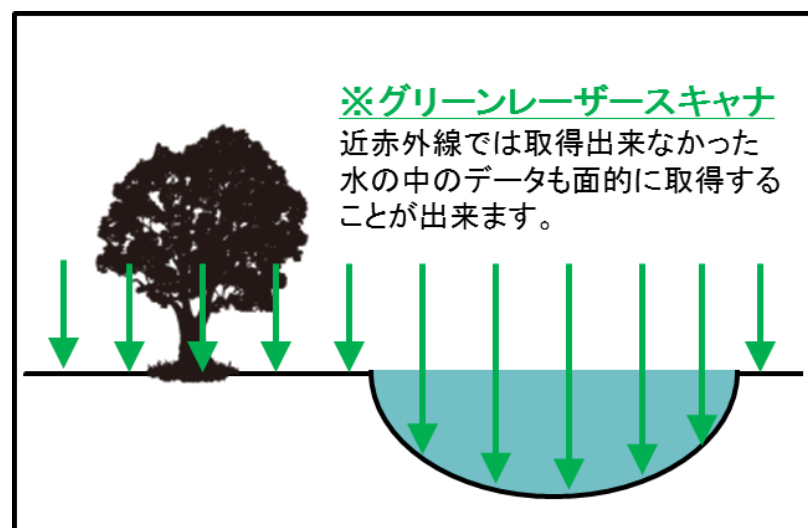 ※グリーンレーザースキャナ
近赤外線では取得出来なかった
水の中のデータも面的に取得する
ことが出来ます。